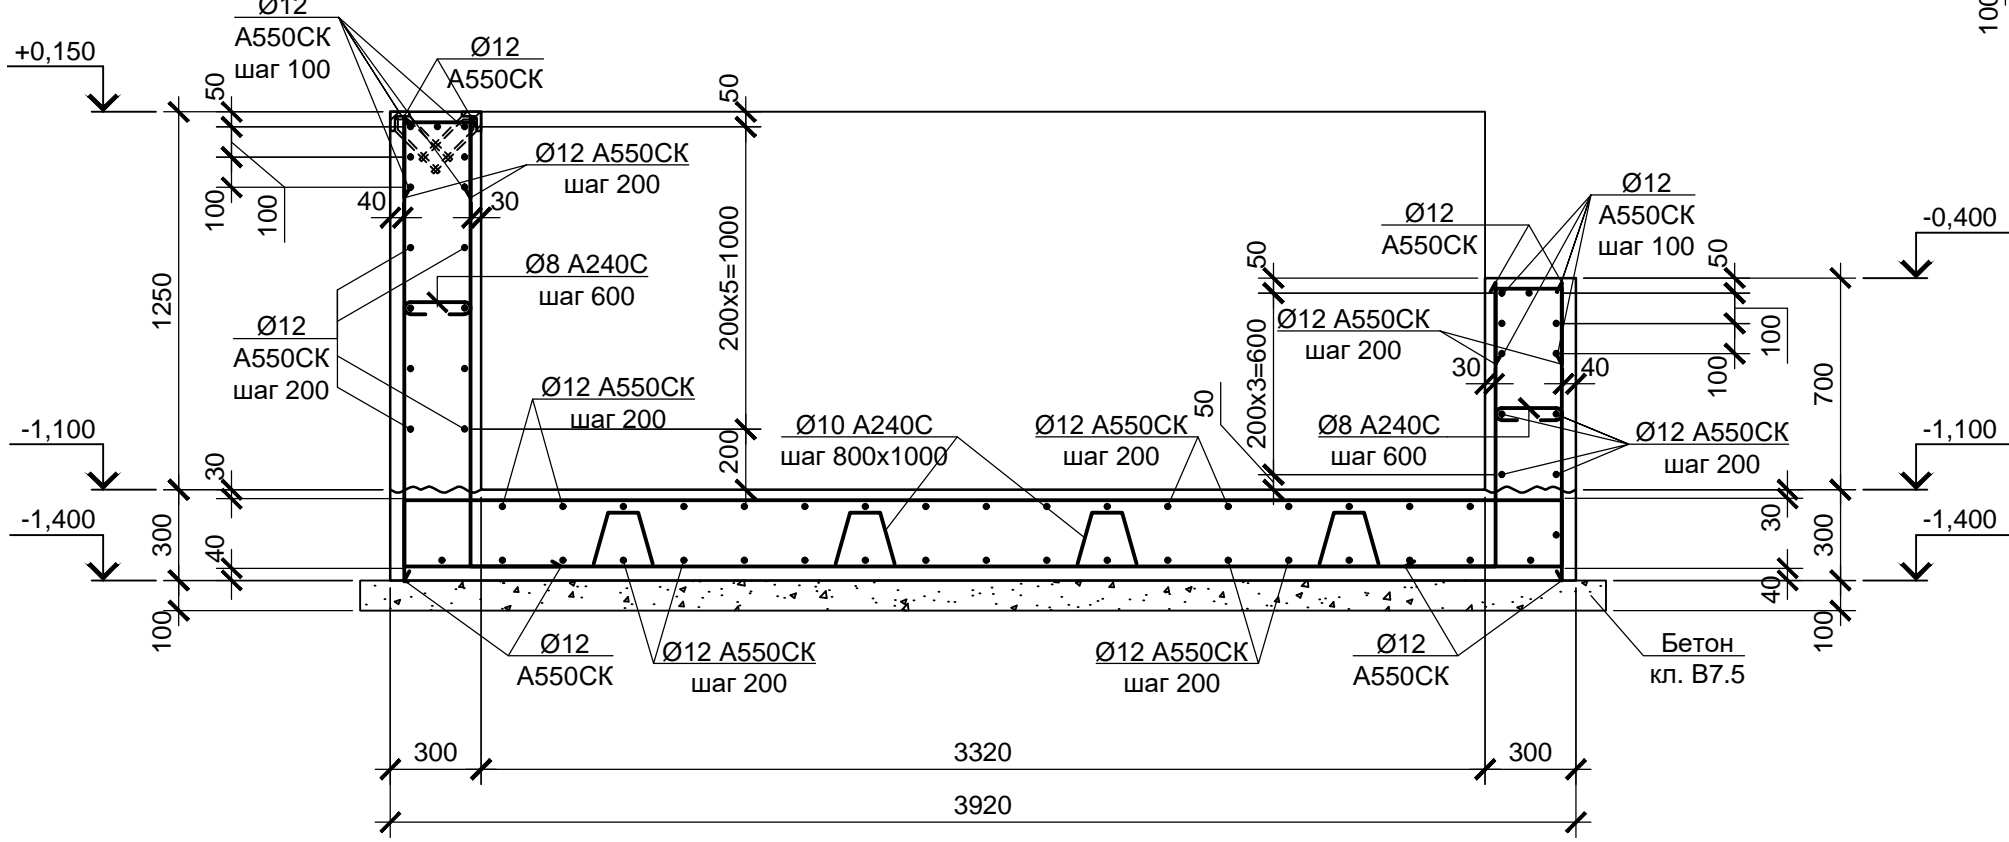 Ø12
А550СК
шаг 100
+0,150
Ø12
А550СК
50
50
100
Ø12 А550СК
шаг 200
40
30
100
100
Ø12
А550СК
шаг 100
Ø12
А550СК
-0,400
50
50
Ø8 А240С
шаг 600
200х5=1000
1250
Ø12
А550СК
шаг 200
Ø12 А550СК
шаг 200
200х3=600
100
100
30
40
700
Ø12 А550СК
шаг 200
50
-1,100
30
200
Ø10 А240С
шаг 800х1000
Ø12 А550СК
шаг 200
Ø8 А240С
шаг 600
Ø12 А550СК
шаг 200
-1,100
-1,400
300
40
30
300
-1,400
40
100
100
Ø12
А550СК
Ø12 А550СК
шаг 200
Ø12 А550СК
шаг 200
Ø12
А550СК
Бетон
кл. В7.5
300
3320
300
3920